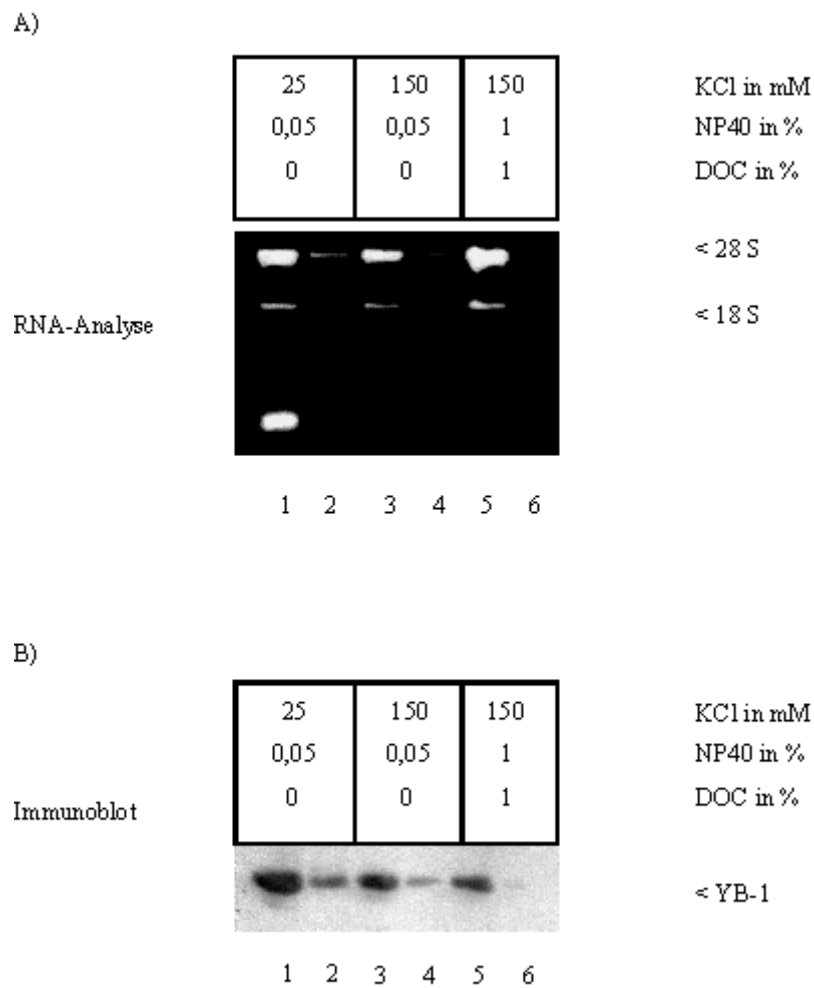 A)
25 150 150 KCl in mM
0,05 0,05 1 NP40 in %
0 0 1 DOC in %
< 28 S
RNA-Analyse
< 18 S
1 2 3 4 5 6
B)
25 150 150 KCl in mM
0,05 0,05 1 NP40 in %
Immunoblot
0 0 1 DOC in %
< YB-1
1 2 3 4 5 6